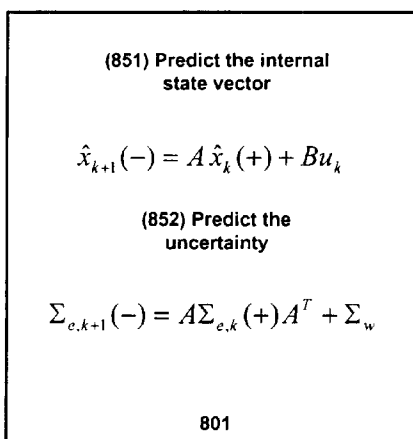 (851) Predict the internal
state vector
x̂ₖ₊₁(−) = A x̂ₖ(+) + Buₖ
(852) Predict the
uncertainty
Σₑ,ₖ₊₁(−) = AΣₑ,ₖ(+)Aᵀ + Σ_w
801